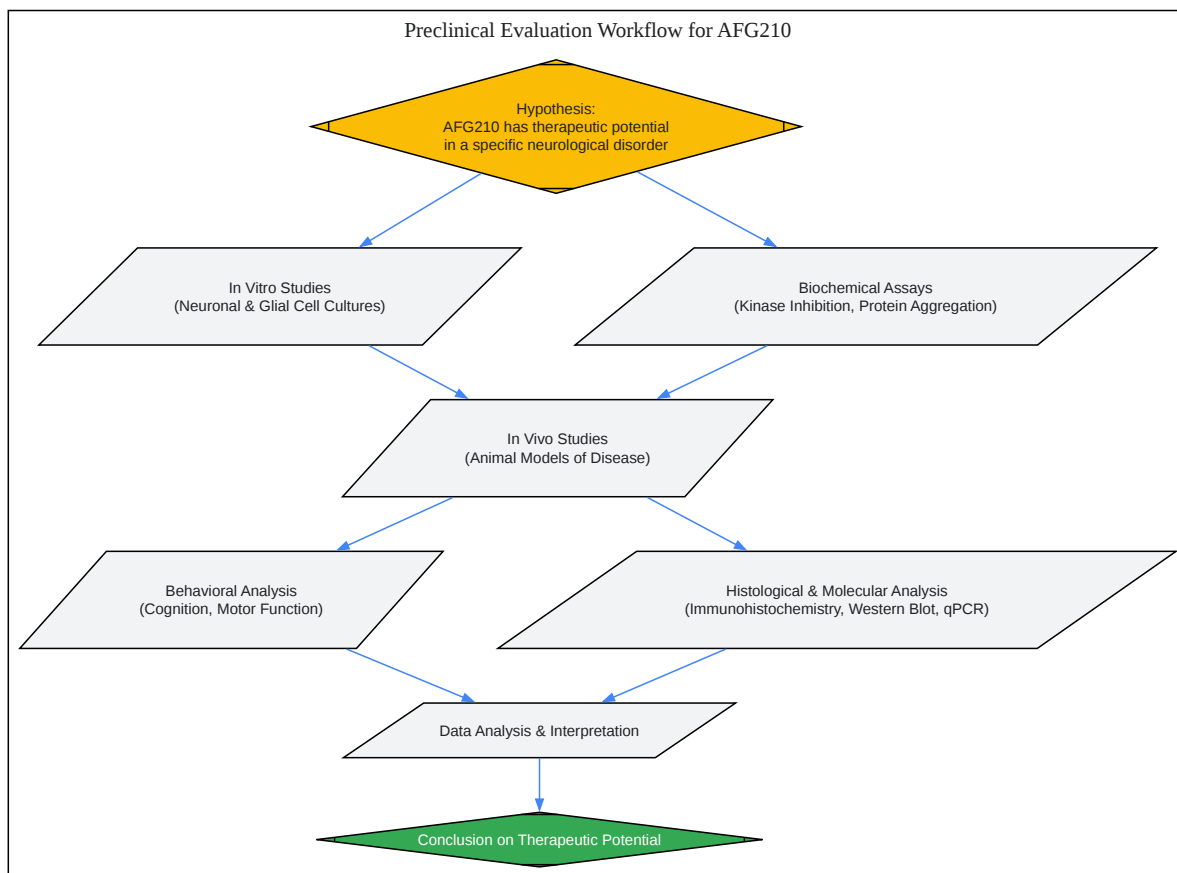 Preclinical Evaluation Workflow for AFG210
Hypothesis:
AFG210 has therapeutic potential
in a specific neurological disorder
In Vitro Studies
(Neuronal & Glial Cell Cultures)
Biochemical Assays
(Kinase Inhibition, Protein Aggregation)
In Vivo Studies
(Animal Models of Disease)
Behavioral Analysis
(Cognition, Motor Function)
Histological & Molecular Analysis
(Immunohistochemistry, Western Blot, qPCR)
Data Analysis & Interpretation
Conclusion on Therapeutic Potential